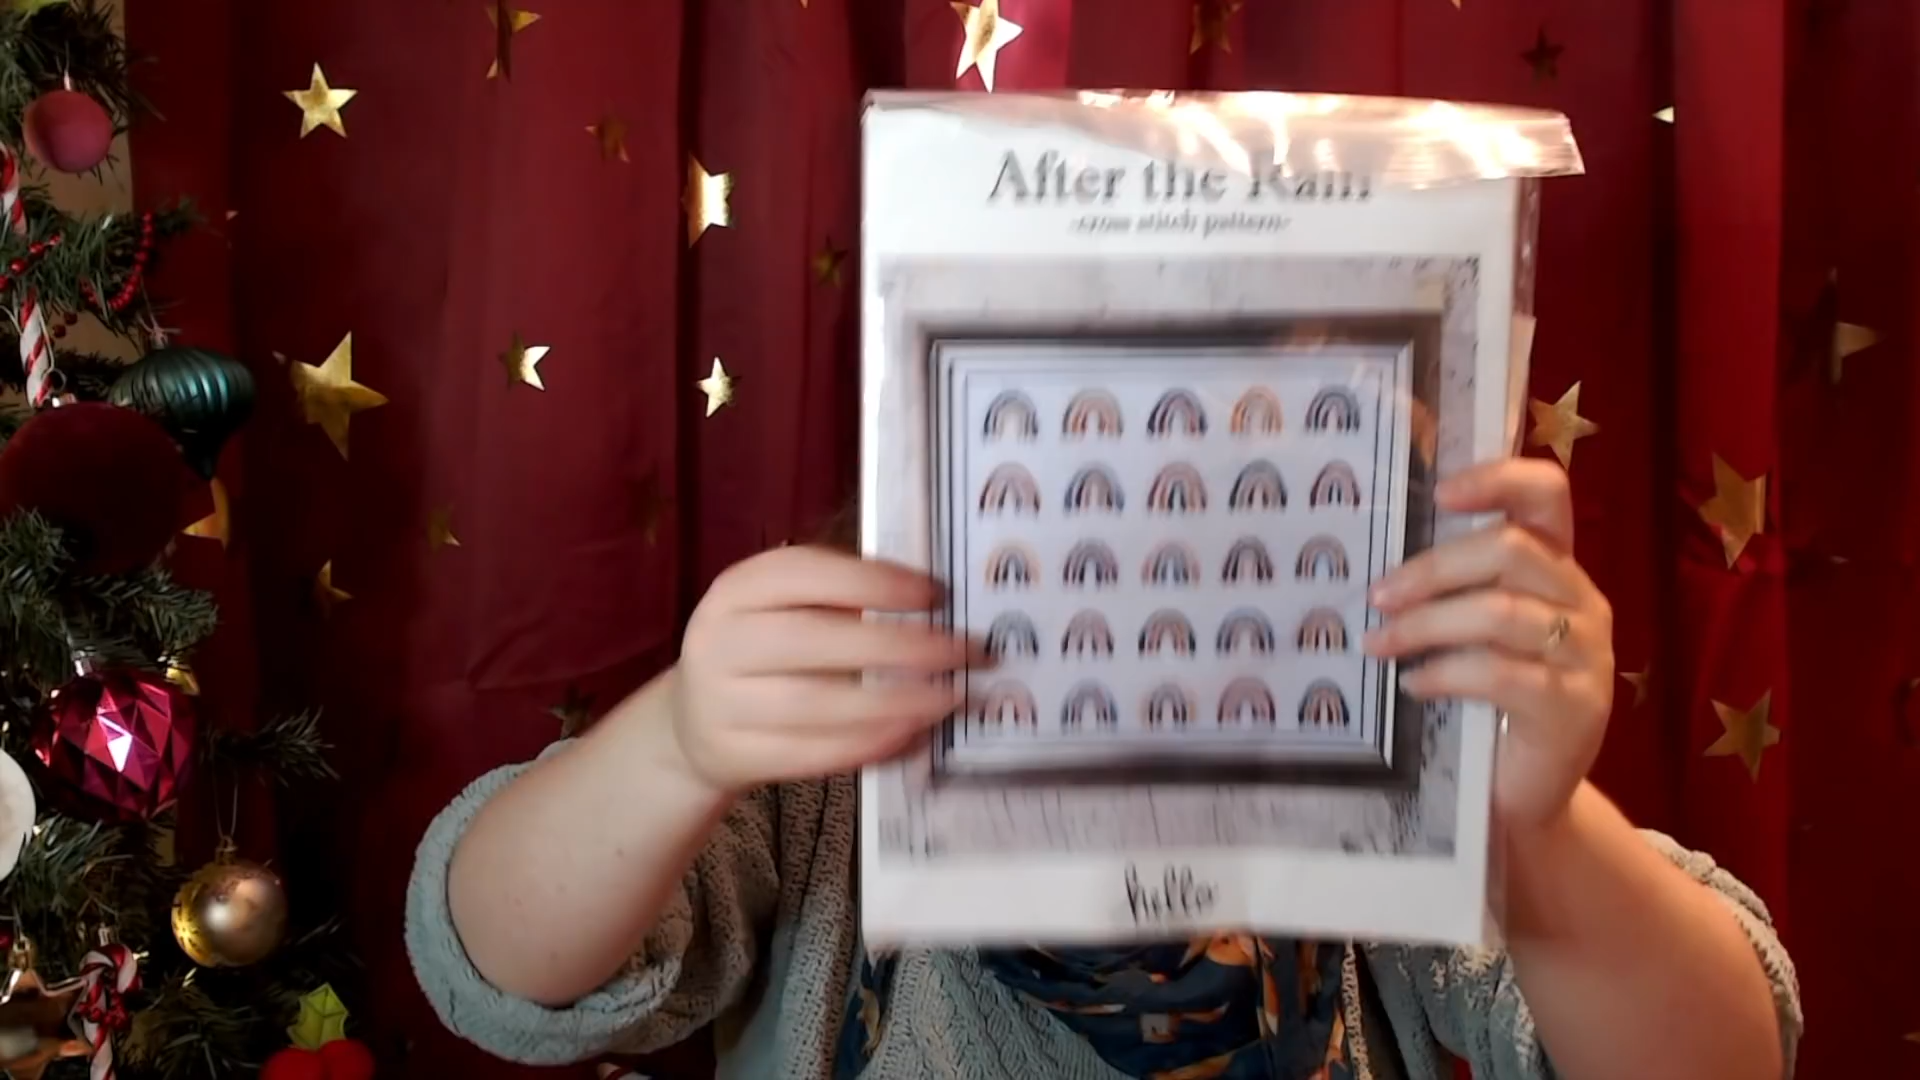 After the Rain
-cross stitch pattern-
hello